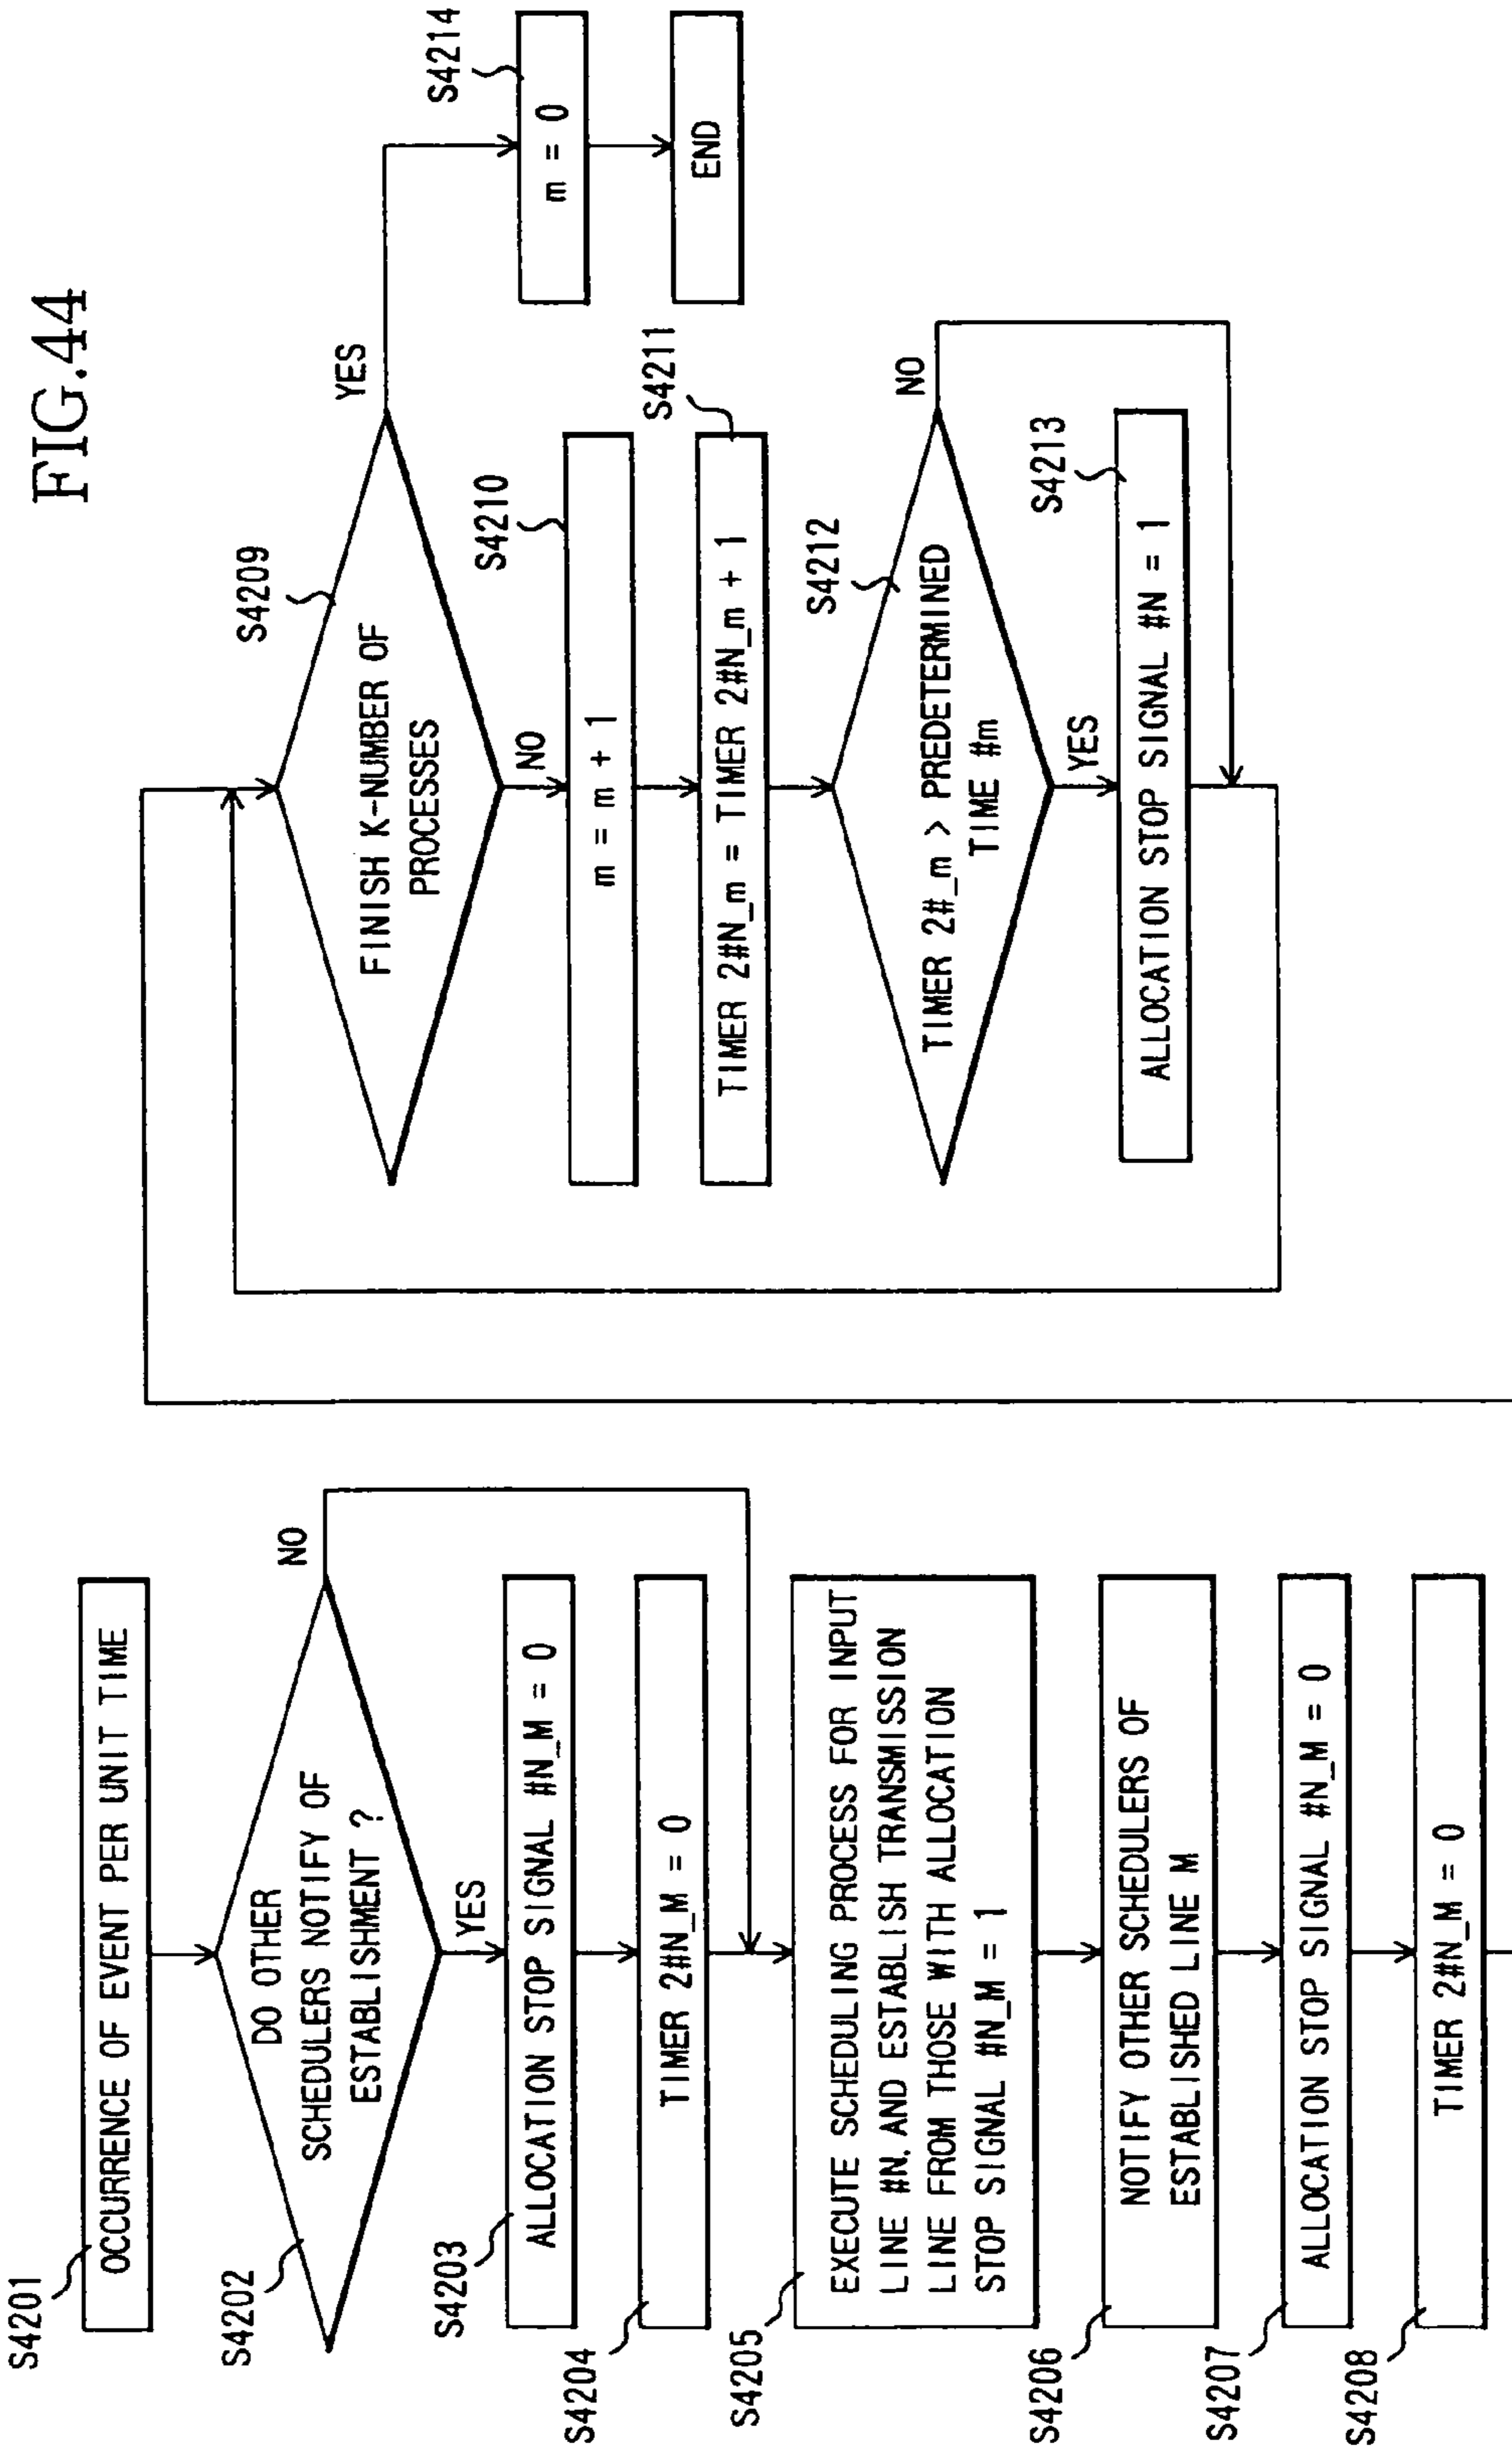 FIG.44
S4201
OCCURRENCE OF EVENT PER UNIT TIME
S4202
DO OTHER
SCHEDULERS NOTIFY OF
ESTABLISHMENT ?
NO
YES
S4203
ALLOCATION STOP SIGNAL #N_M = 0
S4204
TIMER 2#N_M = 0
S4205
EXECUTE SCHEDULING PROCESS FOR INPUT
LINE #N, AND ESTABLISH TRANSMISSION
LINE FROM THOSE WITH ALLOCATION
STOP SIGNAL #N_M = 1
S4206
NOTIFY OTHER SCHEDULERS OF
ESTABLISHED LINE M
S4207
ALLOCATION STOP SIGNAL #N_M = 0
S4208
TIMER 2#N_M = 0
S4209
FINISH K-NUMBER OF
PROCESSES
YES
NO
S4210
m = m + 1
S4211
TIMER 2#N_m = TIMER 2#N_m + 1
S4212
TIMER 2#_m > PREDETERMINED
TIME #m
NO
YES
S4213
ALLOCATION STOP SIGNAL #N = 1
S4214
m = 0
END